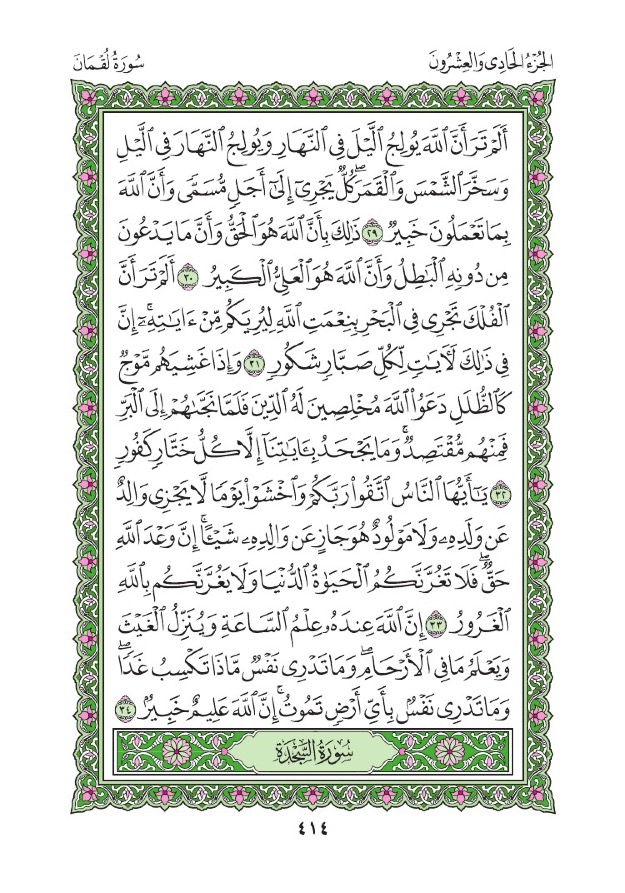 الجُزْءُ الحَادِى وَالعِشْرُونَ سُورَةُ لُقْمَانَ
أَلَمْ تَرَ أَنَّ ٱللَّهَ يُولِجُ ٱلَّيْلَ فِى ٱلنَّهَارِ وَيُولِجُ ٱلنَّهَارَ فِى ٱلَّيْلِ
وَسَخَّرَ ٱلشَّمْسَ وَٱلْقَمَرَۖ كُلٌّ يَجْرِىٓ إِلَىٰٓ أَجَلٍ مُّسَمًّى وَأَنَّ ٱللَّهَ
بِمَا تَعْمَلُونَ خَبِيرٌ ٢٩ ذَٰلِكَ بِأَنَّ ٱللَّهَ هُوَ ٱلْحَقُّ وَأَنَّ مَا يَدْعُونَ
مِن دُونِهِ ٱلْبَٰطِلُ وَأَنَّ ٱللَّهَ هُوَ ٱلْعَلِىُّ ٱلْكَبِيرُ ٣٠ أَلَمْ تَرَ أَنَّ
ٱلْفُلْكَ تَجْرِى فِى ٱلْبَحْرِ بِنِعْمَتِ ٱللَّهِ لِيُرِيَكُم مِّنْ ءَايَٰتِهِۦٓۚ إِنَّ
فِى ذَٰلِكَ لَءَايَٰتٍ لِّكُلِّ صَبَّارٍ شَكُورٍ ٣١ وَإِذَا غَشِيَهُم مَّوْجٌ
كَٱلظُّلَلِ دَعَوُا۟ ٱللَّهَ مُخْلِصِينَ لَهُ ٱلدِّينَ فَلَمَّا نَجَّىٰهُمْ إِلَى ٱلْبَرِّ
فَمِنْهُم مُّقْتَصِدٌۚ وَمَا يَجْحَدُ بِـَٔايَٰتِنَآ إِلَّا كُلُّ خَتَّارٍ كَفُورٍ
٣٢ يَٰٓأَيُّهَا ٱلنَّاسُ ٱتَّقُوا۟ رَبَّكُمْ وَٱخْشَوْا۟ يَوْمًا لَّا يَجْزِى وَالِدٌ
عَن وَلَدِهِۦ وَلَا مَوْلُودٌ هُوَ جَازٍ عَن وَالِدِهِۦ شَيْـًٔاۚ إِنَّ وَعْدَ ٱللَّهِ
حَقٌّۖ فَلَا تَغُرَّنَّكُمُ ٱلْحَيَوٰةُ ٱلدُّنْيَا وَلَا يَغُرَّنَّكُم بِٱللَّهِ
ٱلْغَرُورُ ٣٣ إِنَّ ٱللَّهَ عِندَهُۥ عِلْمُ ٱلسَّاعَةِ وَيُنَزِّلُ ٱلْغَيْثَ
وَيَعْلَمُ مَا فِى ٱلْأَرْحَامِۖ وَمَا تَدْرِى نَفْسٌ مَّاذَا تَكْسِبُ غَدًاۖ
وَمَا تَدْرِى نَفْسٌۢ بِأَىِّ أَرْضٍ تَمُوتُۚ إِنَّ ٱللَّهَ عَلِيمٌ خَبِيرٌۢ ٣٤
سُورَةُ السَّجْدَةِ
٤١٤